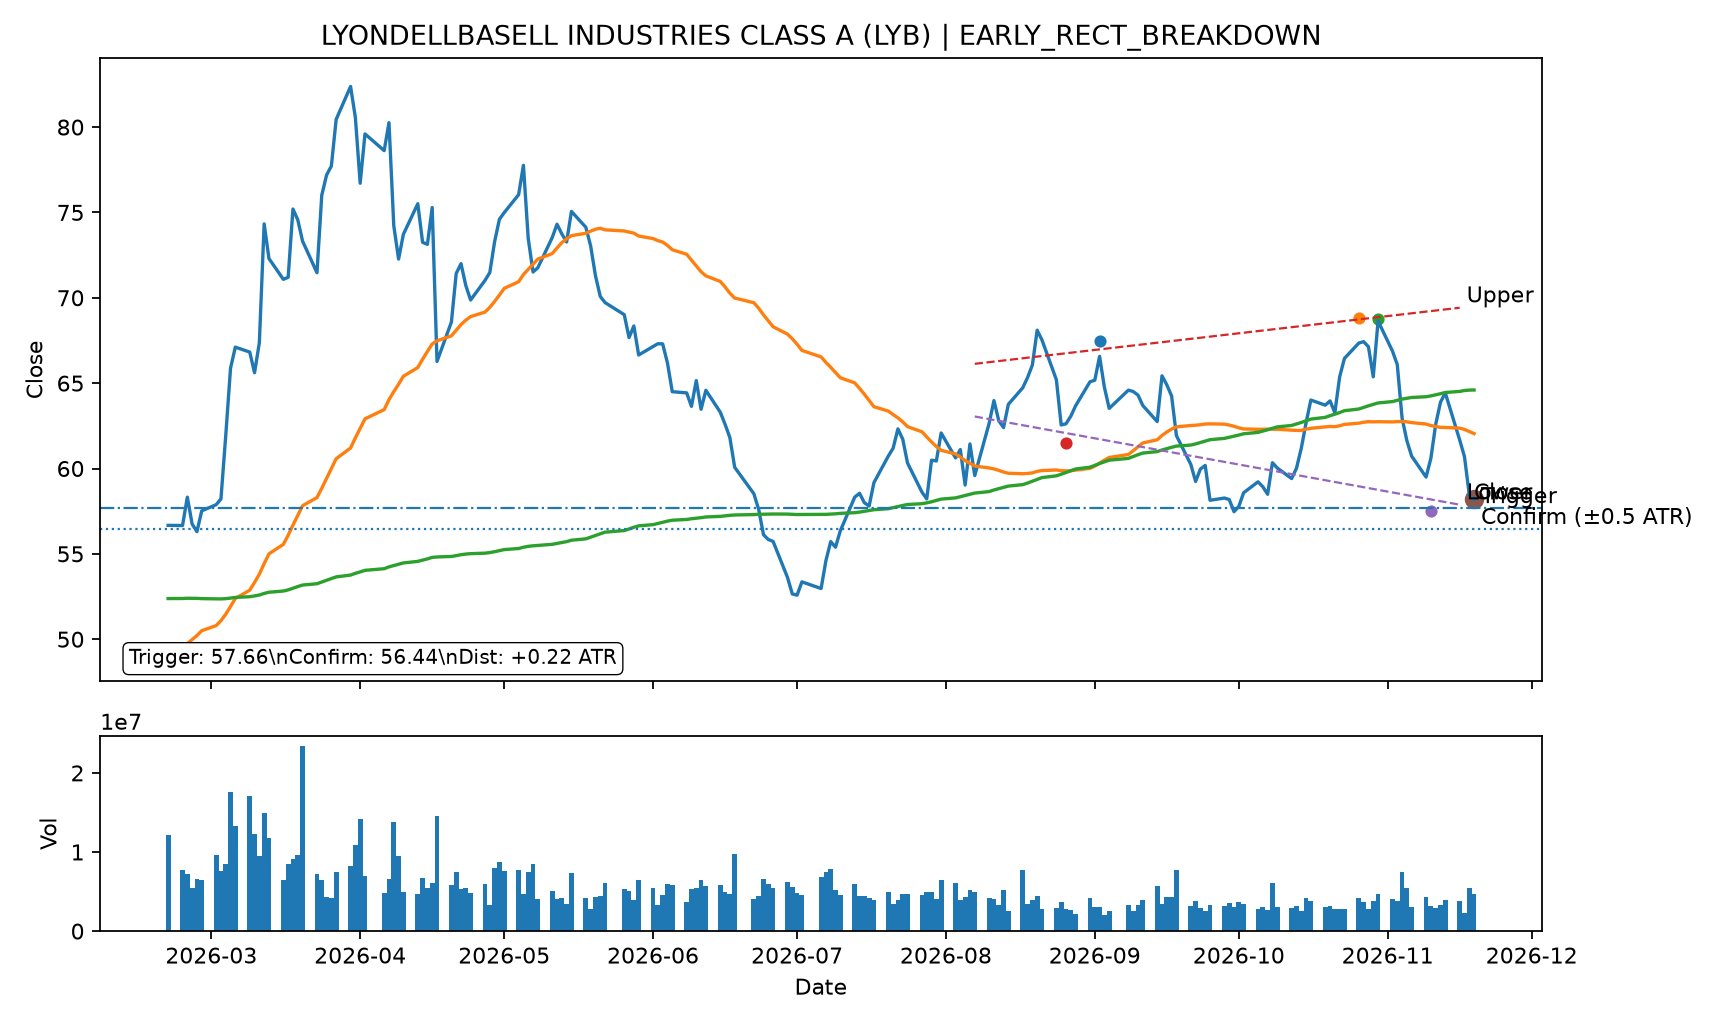 LYONDELLBASELL INDUSTRIES CLASS A (LYB) | EARLY_RECT_BREAKDOWN
Close
80
75
70
65
60
55
50
Upper
Lower
Close
Trigger
Confirm (±0.5 ATR)
Trigger: 57.66\nConfirm: 56.44\nDist: +0.22 ATR
1e7
Vol
2
1
0
2026-03
2026-04
2026-05
2026-06
2026-07
2026-08
2026-09
2026-10
2026-11
2026-12
Date